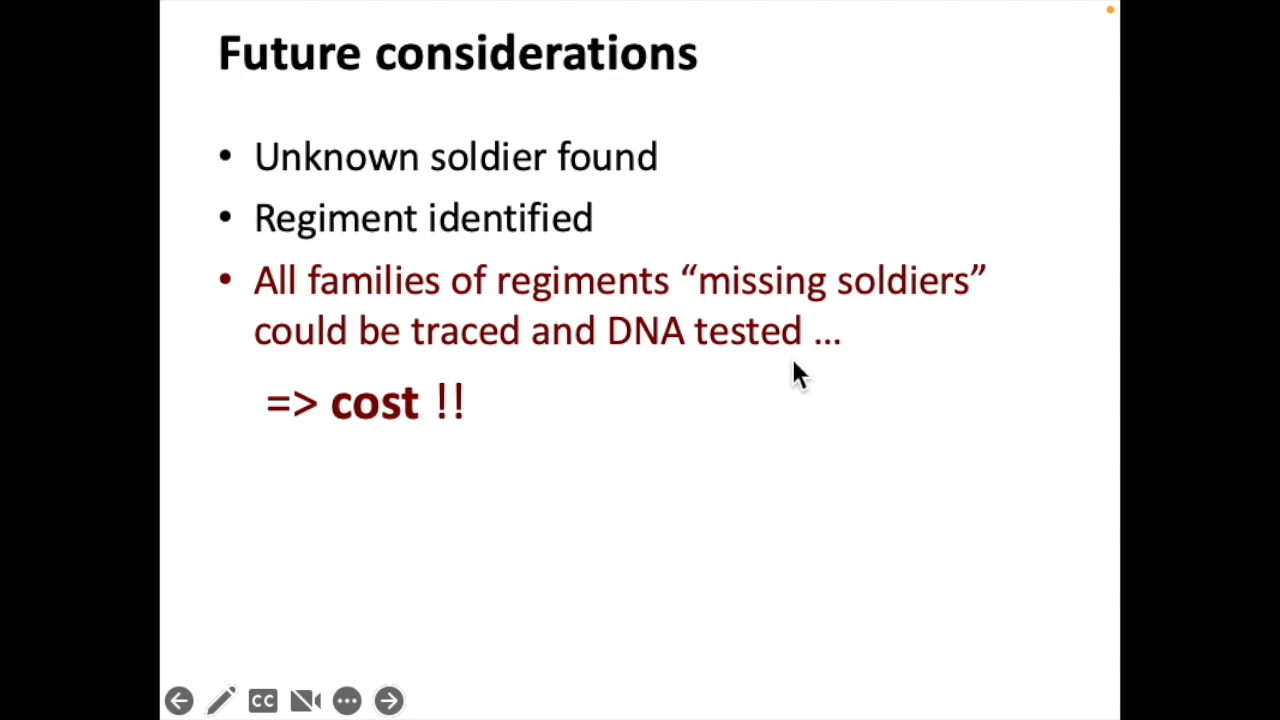 Future considerations
• Unknown soldier found
• Regiment identified
• All families of regiments “missing soldiers”
could be traced and DNA tested ...
=> cost !!
CC